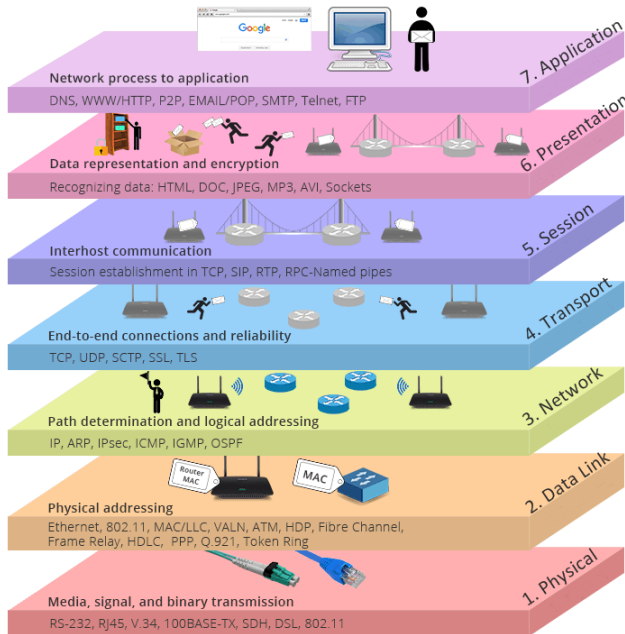 Google
7. Application
Network process to application
DNS, WWW/HTTP, P2P, EMAIL/POP, SMTP, Telnet, FTP
6. Presentation
Data representation and encryption
Recognizing data: HTML, DOC, JPEG, MP3, AVI, Sockets
5. Session
Interhost communication
Session establishment in TCP, SIP, RTP, RPC-Named pipes
4. Transport
End-to-end connections and reliability
TCP, UDP, SCTP, SSL, TLS
3. Network
Path determination and logical addressing
IP, ARP, IPsec, ICMP, IGMP, OSPF
2. Data Link
Router
MAC
MAC
Physical addressing
Ethernet, 802.11, MAC/LLC, VALN, ATM, HDP, Fibre Channel,
Frame Relay, HDLC, PPP, Q.921, Token Ring
1. Physical
Media, signal, and binary transmission
RS-232, RJ45, V.34, 100BASE-TX, SDH, DSL, 802.11